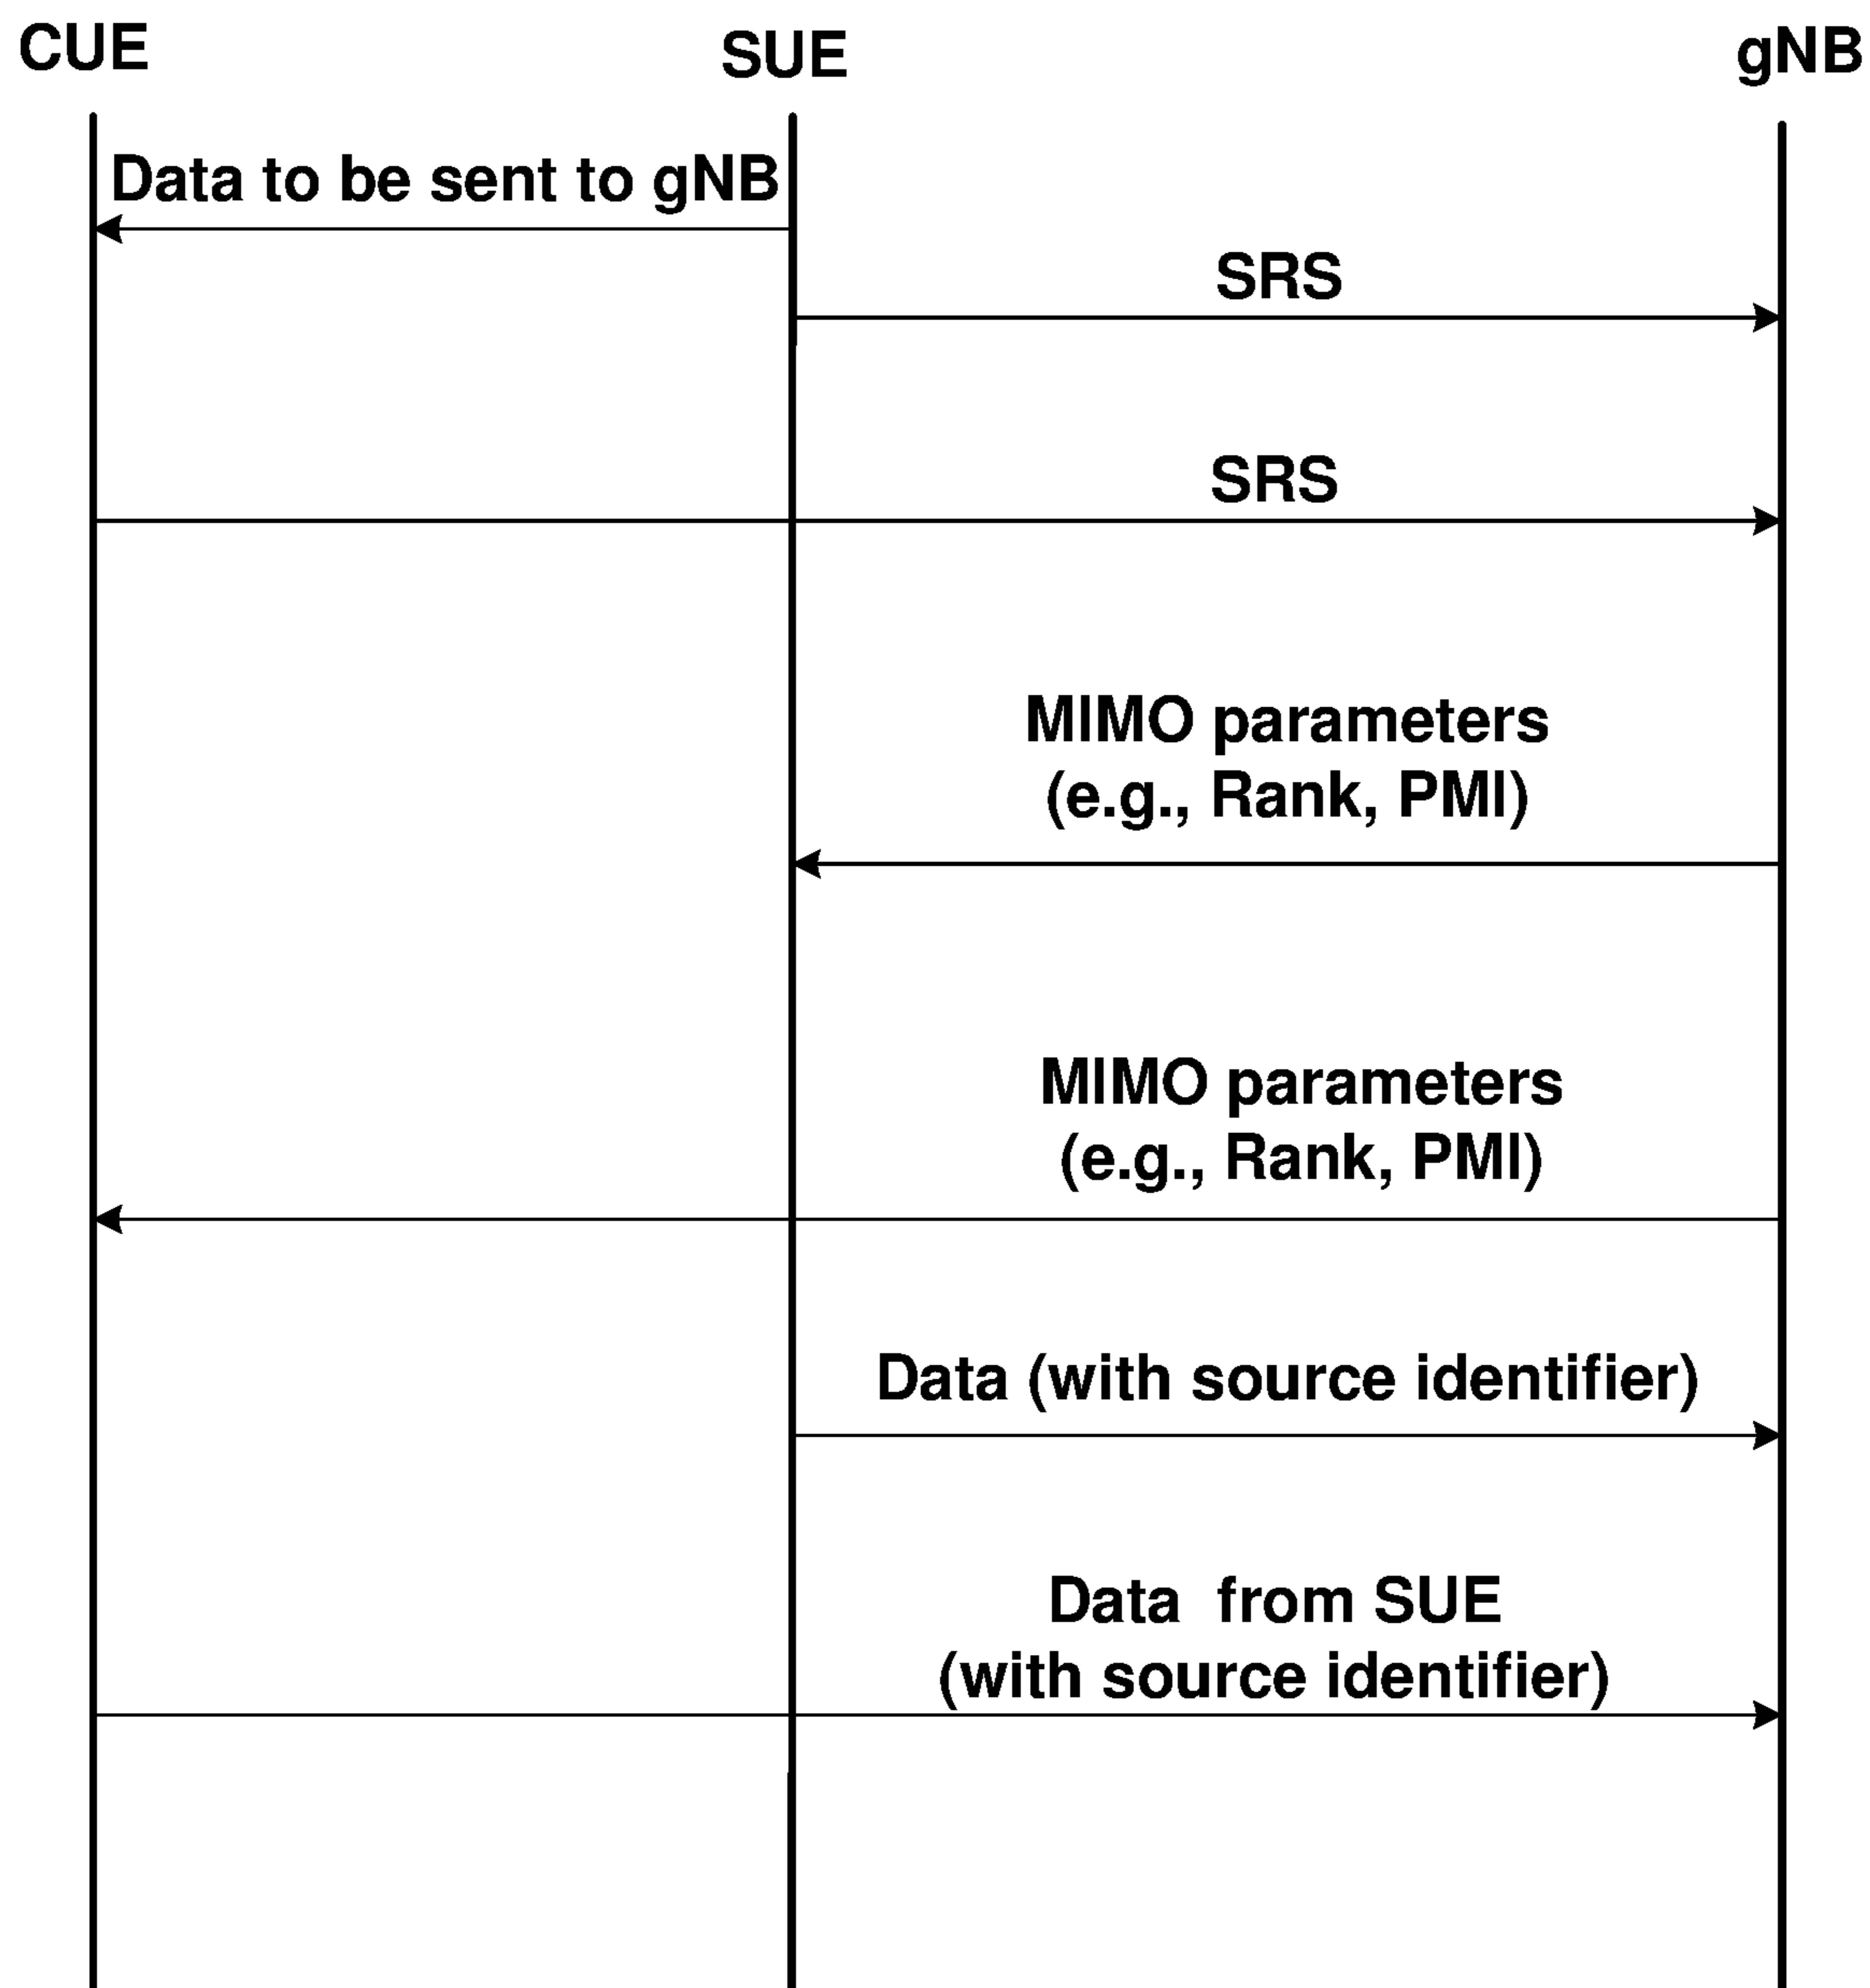 CUE SUE gNB
Data to be sent to gNB
SRS
SRS
MIMO parameters
(e.g., Rank, PMI)
MIMO parameters
(e.g., Rank, PMI)
Data (with source identifier)
Data from SUE
(with source identifier)